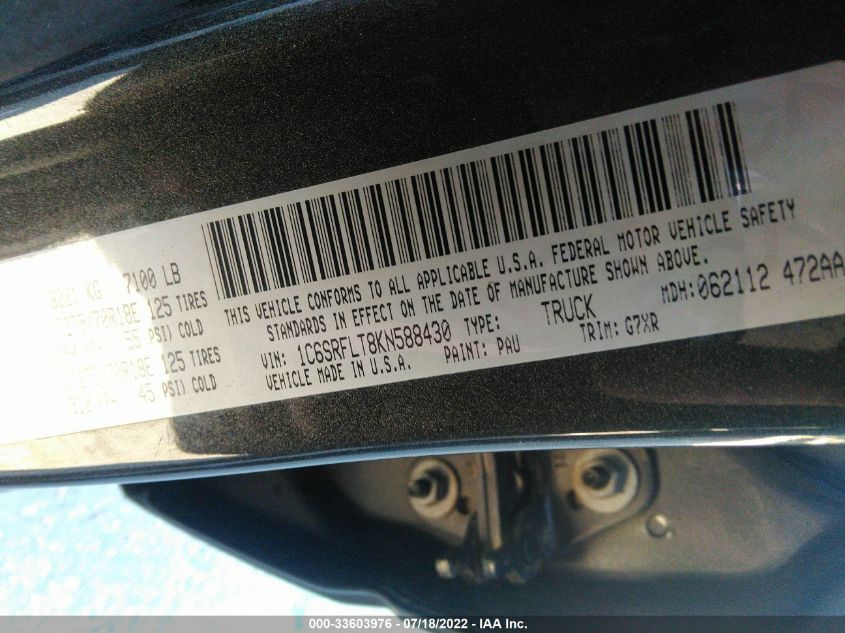 7100 LB
125 TIRES
55 PSI) COLD
125 TIRES
45 PSI) COLD
THIS VEHICLE CONFORMS TO ALL APPLICABLE U.S.A. FEDERAL MOTOR VEHICLE SAFETY
STANDARDS IN EFFECT ON THE DATE OF MANUFACTURE SHOWN ABOVE.
VIN: 1C6SRFLT8KN588430 TYPE: TRUCK MDH:062112 472AA
VEHICLE MADE IN U.S.A. PAINT: PAU TRIM: G7XR
000-33603976 - 07/18/2022 - IAA Inc.